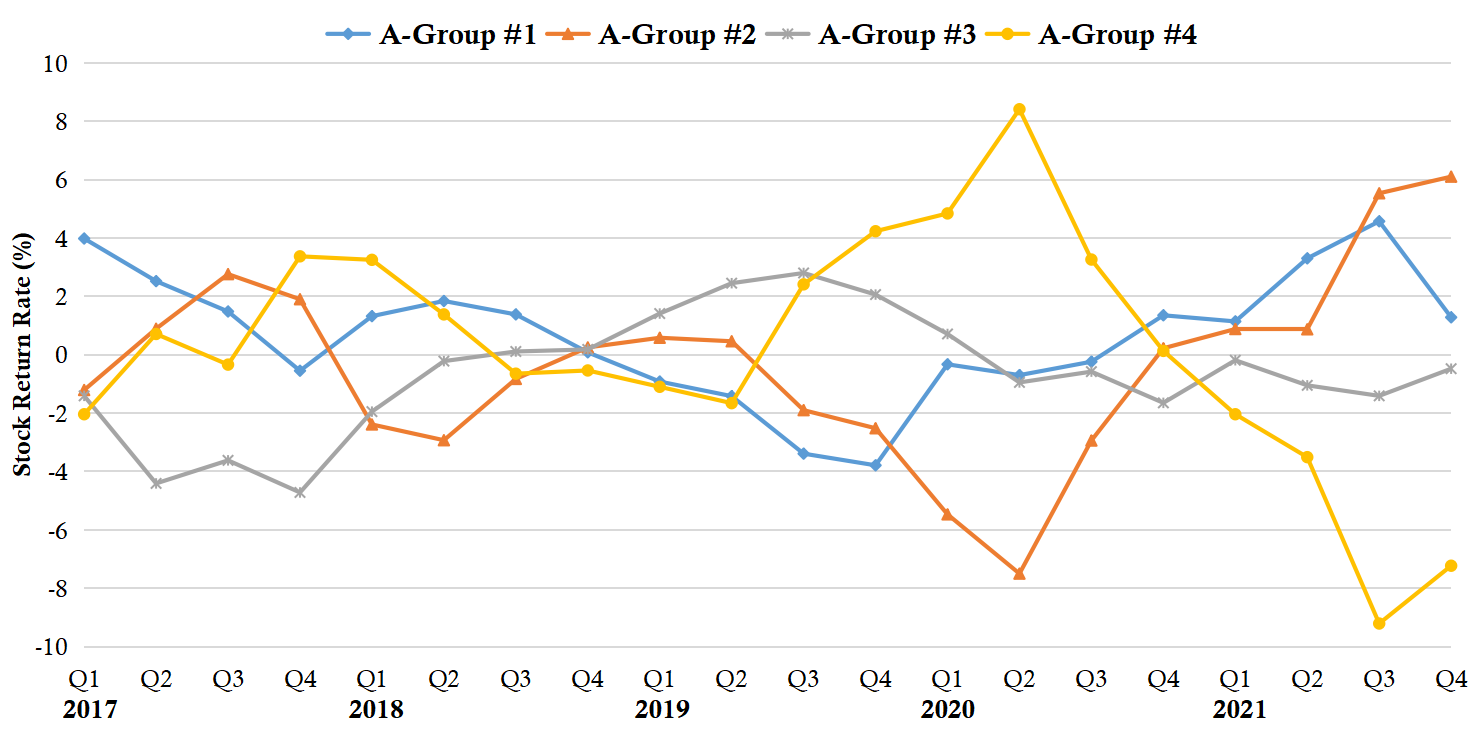 A-Group #1 A-Group #2 A-Group #3 A-Group #4
Stock Return Rate (%)
10
8
6
4
2
0
-2
-4
-6
-8
-10
Q1 Q2 Q3 Q4 Q1 Q2 Q3 Q4 Q1 Q2 Q3 Q4 Q1 Q2 Q3 Q4 Q1 Q2 Q3 Q4
2017 2018 2019 2020 2021